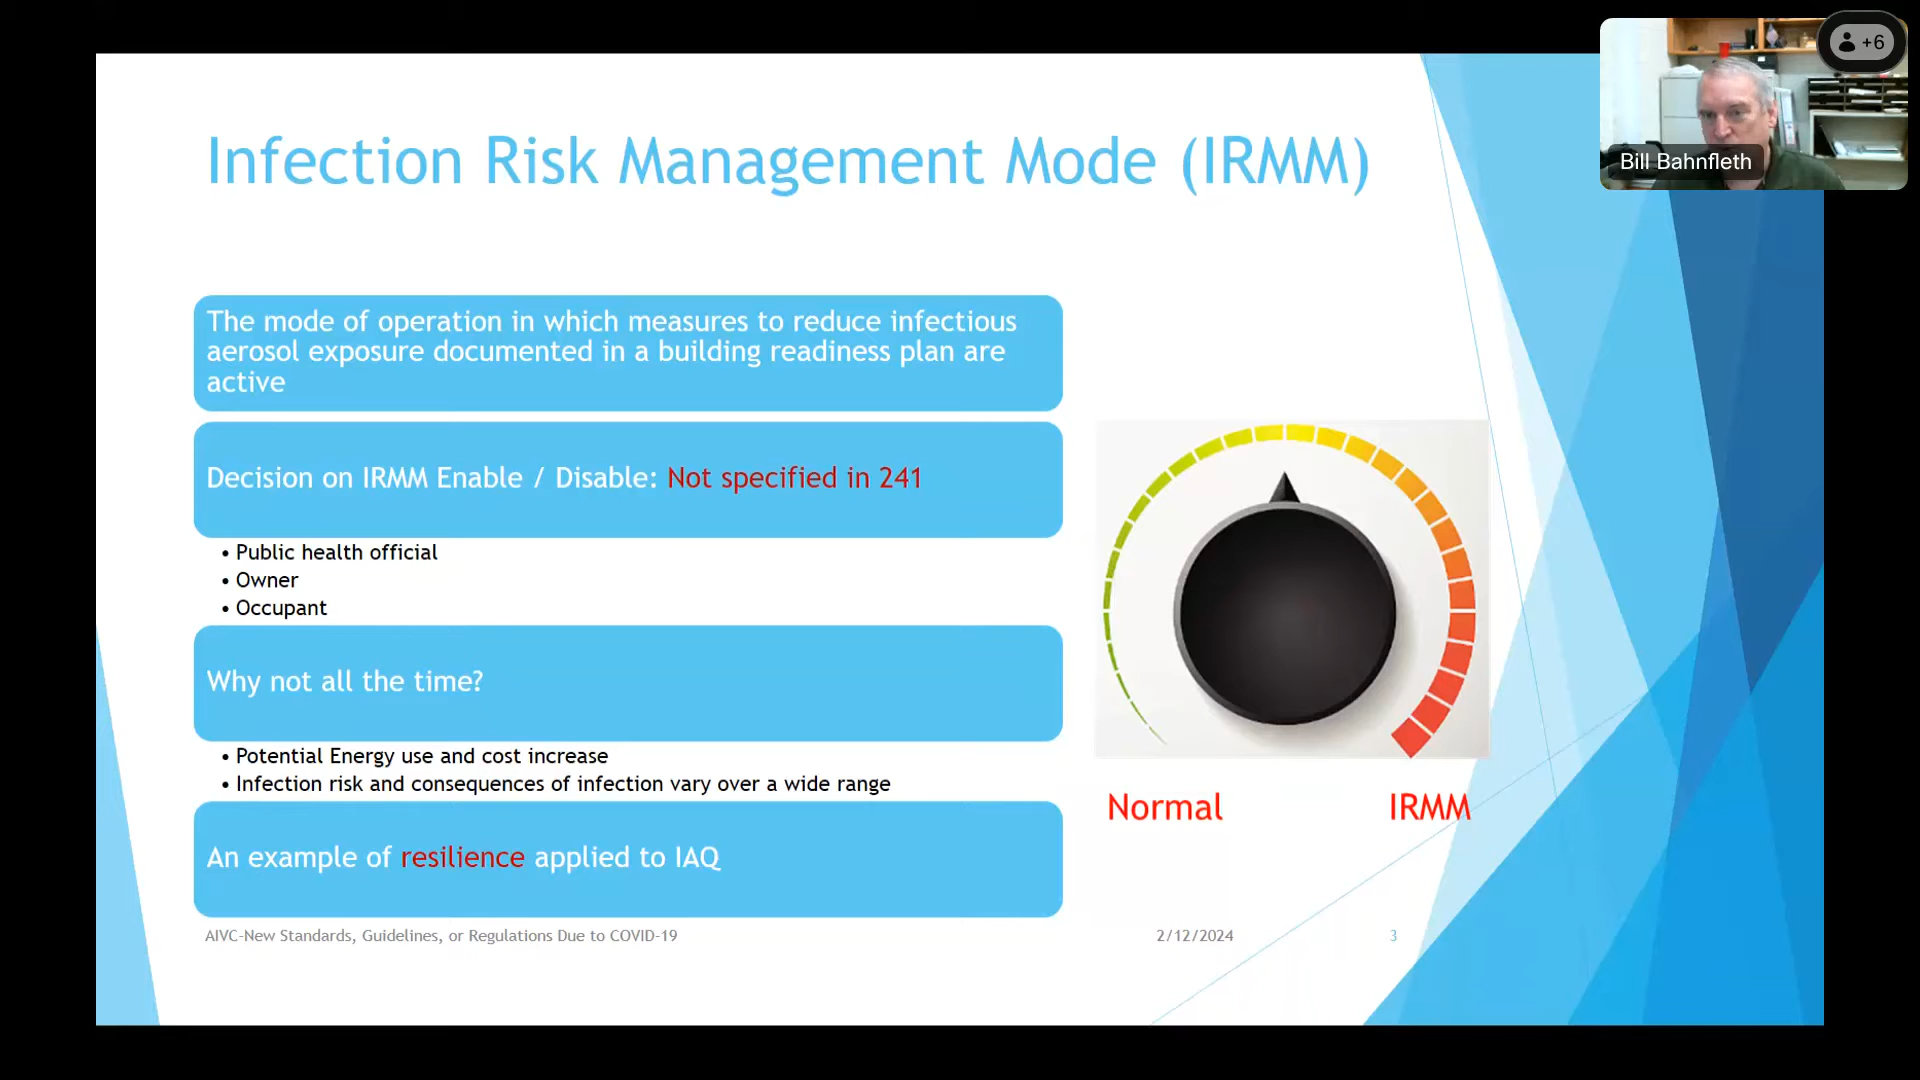 +6
Bill Bahnfleth
Infection Risk Management Mode (IRMM)
The mode of operation in which measures to reduce infectious
aerosol exposure documented in a building readiness plan are
active
Decision on IRMM Enable / Disable: Not specified in 241
• Public health official
• Owner
• Occupant
Why not all the time?
• Potential Energy use and cost increase
• Infection risk and consequences of infection vary over a wide range
An example of resilience applied to IAQ
Normal
IRMM
AIVC-New Standards, Guidelines, or Regulations Due to COVID-19
2/12/2024
3